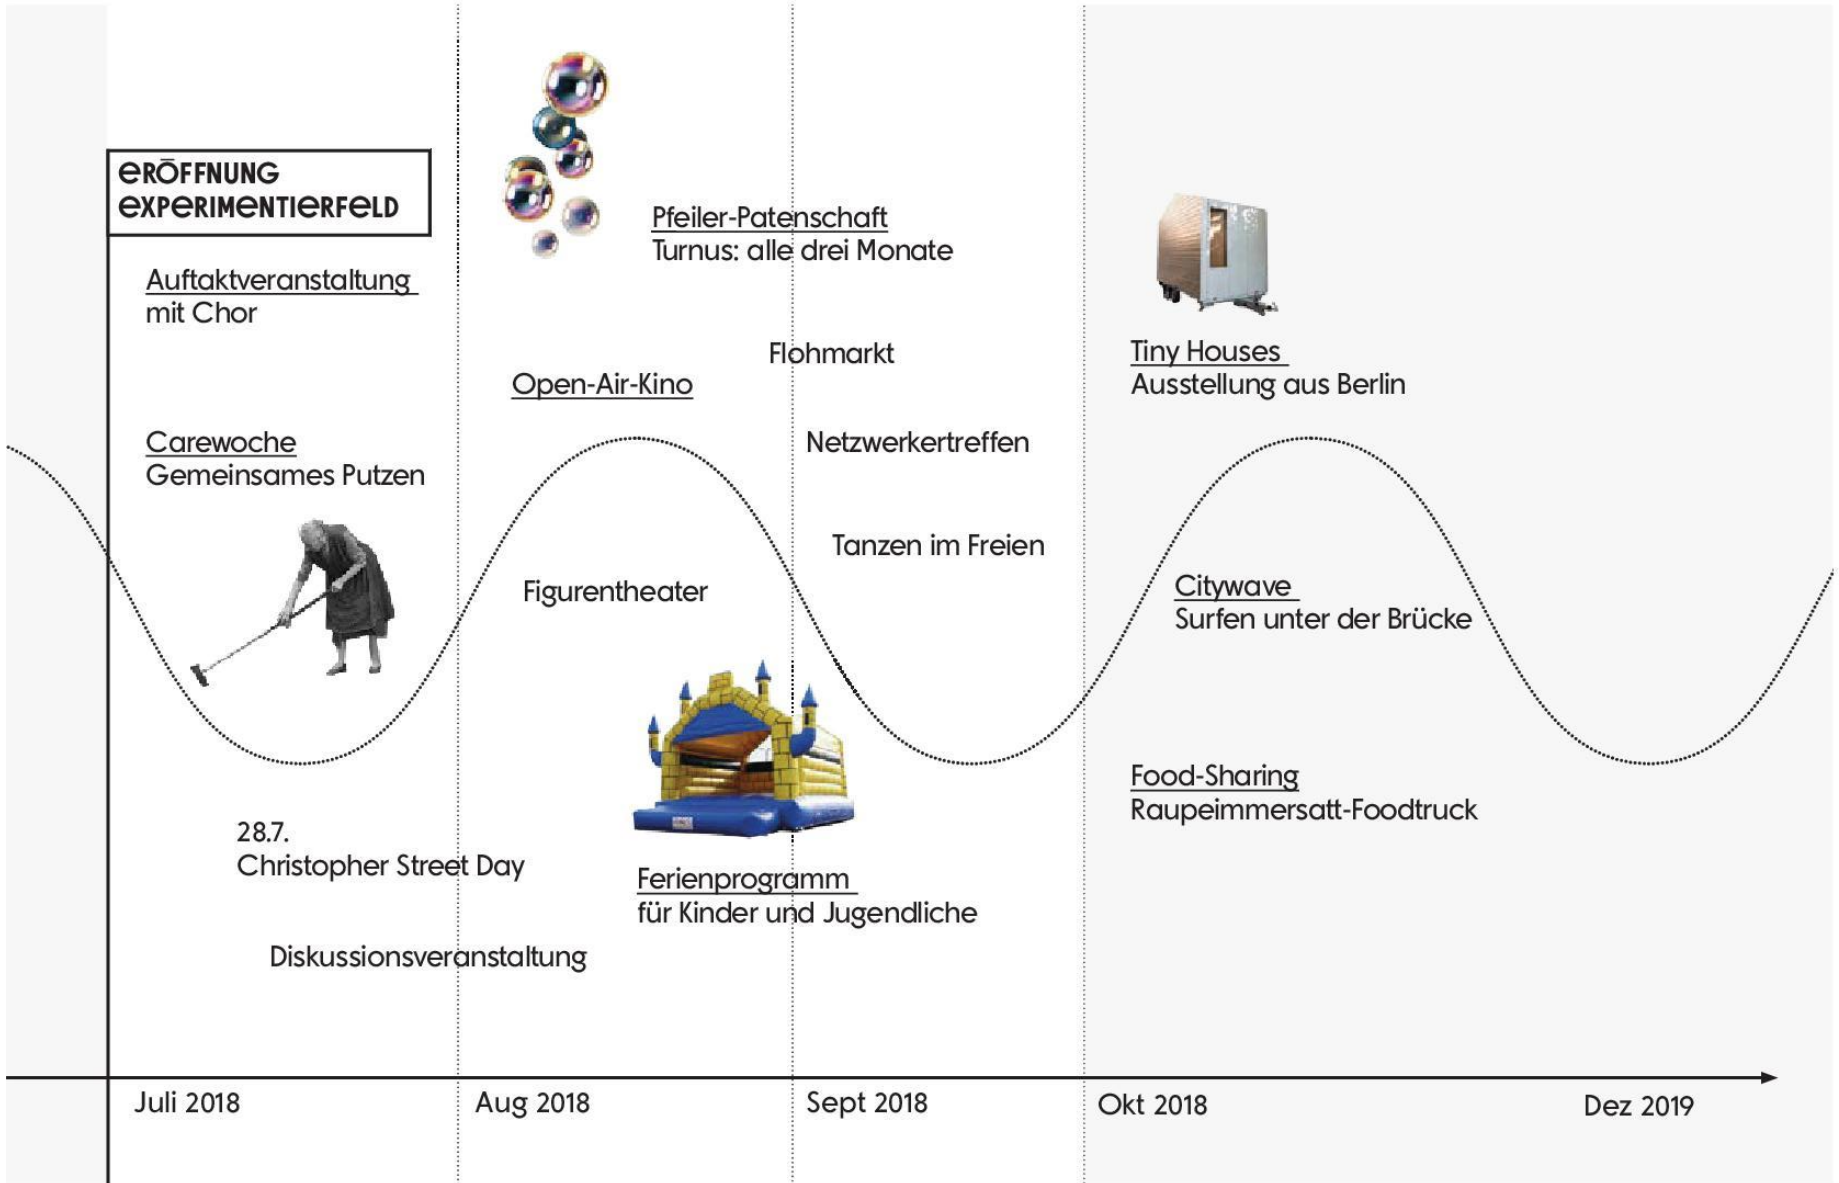 eRÖFFNUNG
eXPeRIMeNTIeRFeLD
Auftaktveranstaltung
mit Chor
Carewoche
Gemeinsames Putzen
28.7.
Christopher Street Day
Diskussionsveranstaltung
Pfeiler-Patenschaft
Turnus: alle drei Monate
Open-Air-Kino
Flohmarkt
Netzwerkertreffen
Tanzen im Freien
Figurentheater
Ferienprogramm
für Kinder und Jugendliche
Tiny Houses
Ausstellung aus Berlin
Citywave
Surfen unter der Brücke
Food-Sharing
Raupeimmersatt-Foodtruck
Juli 2018
Aug 2018
Sept 2018
Okt 2018
Dez 2019